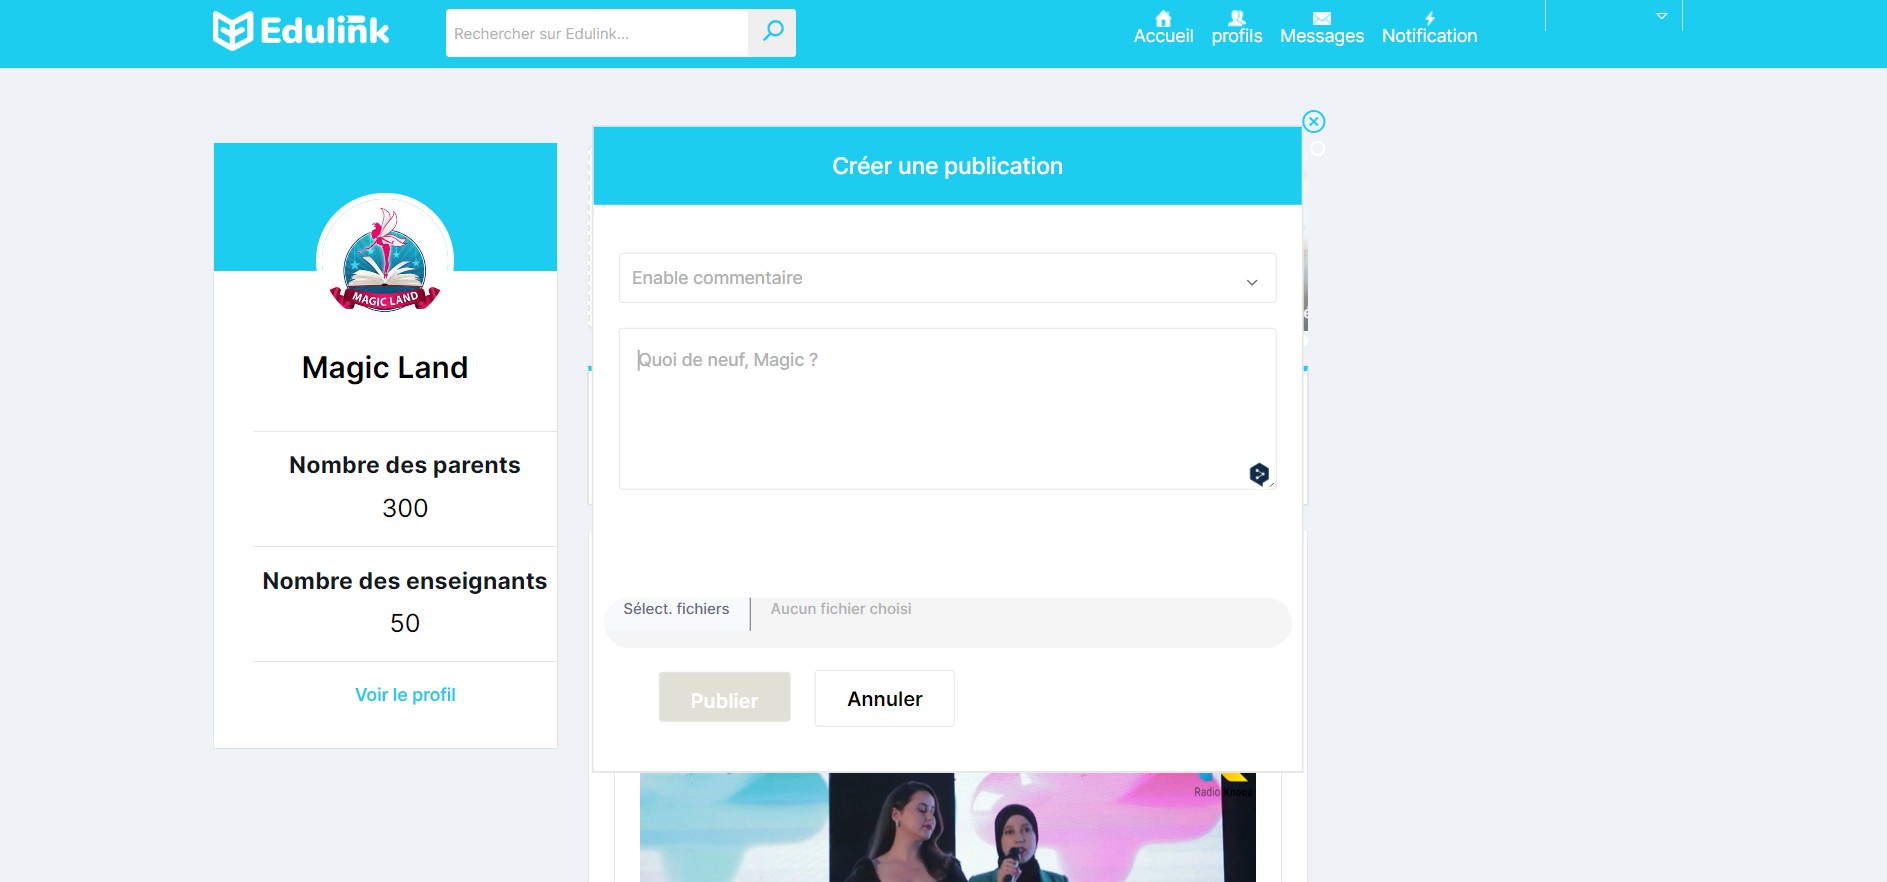 Edulink
Rechercher sur Edulink...
Accueil
profils
Messages
Notification
Créer une publication
MAGIC LAND
Magic Land
Nombre des parents
300
Nombre des enseignants
50
Voir le profil
Enable commentaire
Quoi de neuf, Magic ?
Sélect. fichiers
Aucun fichier choisi
Publier
Annuler
Radio